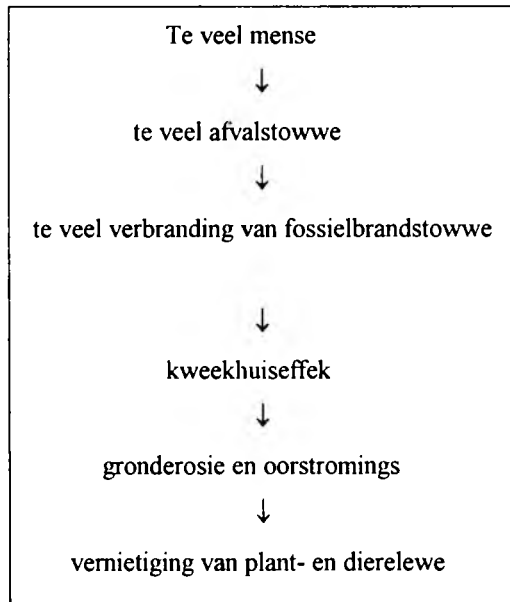 Te veel mense
↓
te veel afvalstowwe
↓
te veel verbranding van fossielbrandstowwe
↓
kweekhuiseffek
↓
gronderosie en oorstromings
↓
vernietiging van plant- en dierelewe